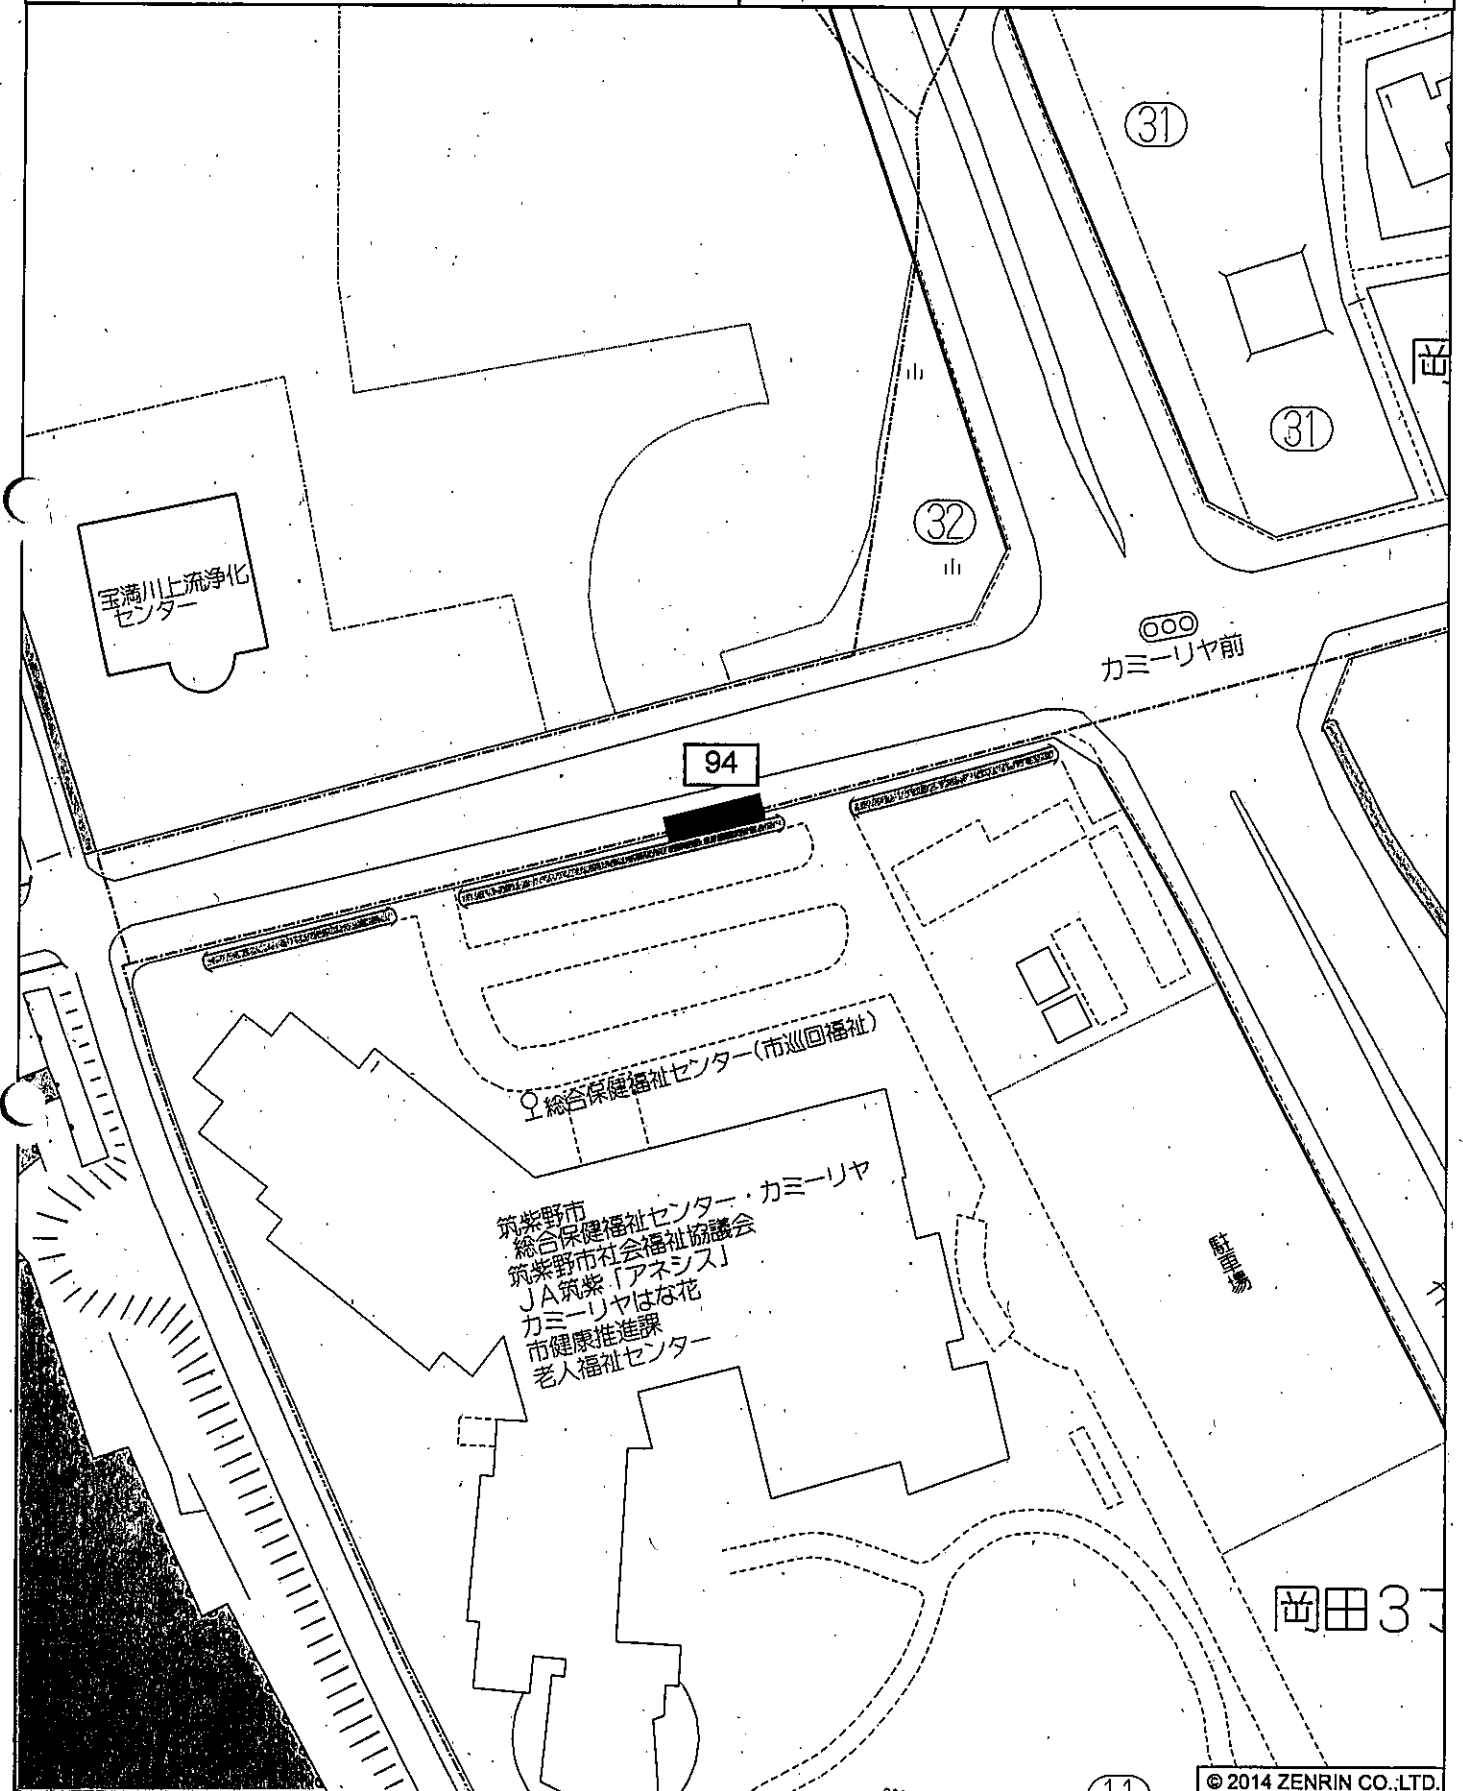 31
岡
31
32
宝満川上流浄化
センター
カミーリヤ前
94
総合保健福祉センター(市巡回福祉)
筑紫野市
総合保健福祉センター・カミーリヤ
筑紫野市社会福祉協議会
JA筑紫「アネシス」
カミーリヤはな花
市健康推進課
老人福祉センター
駐車場
岡田3
11
© 2014 ZENRIN CO.,LTD.